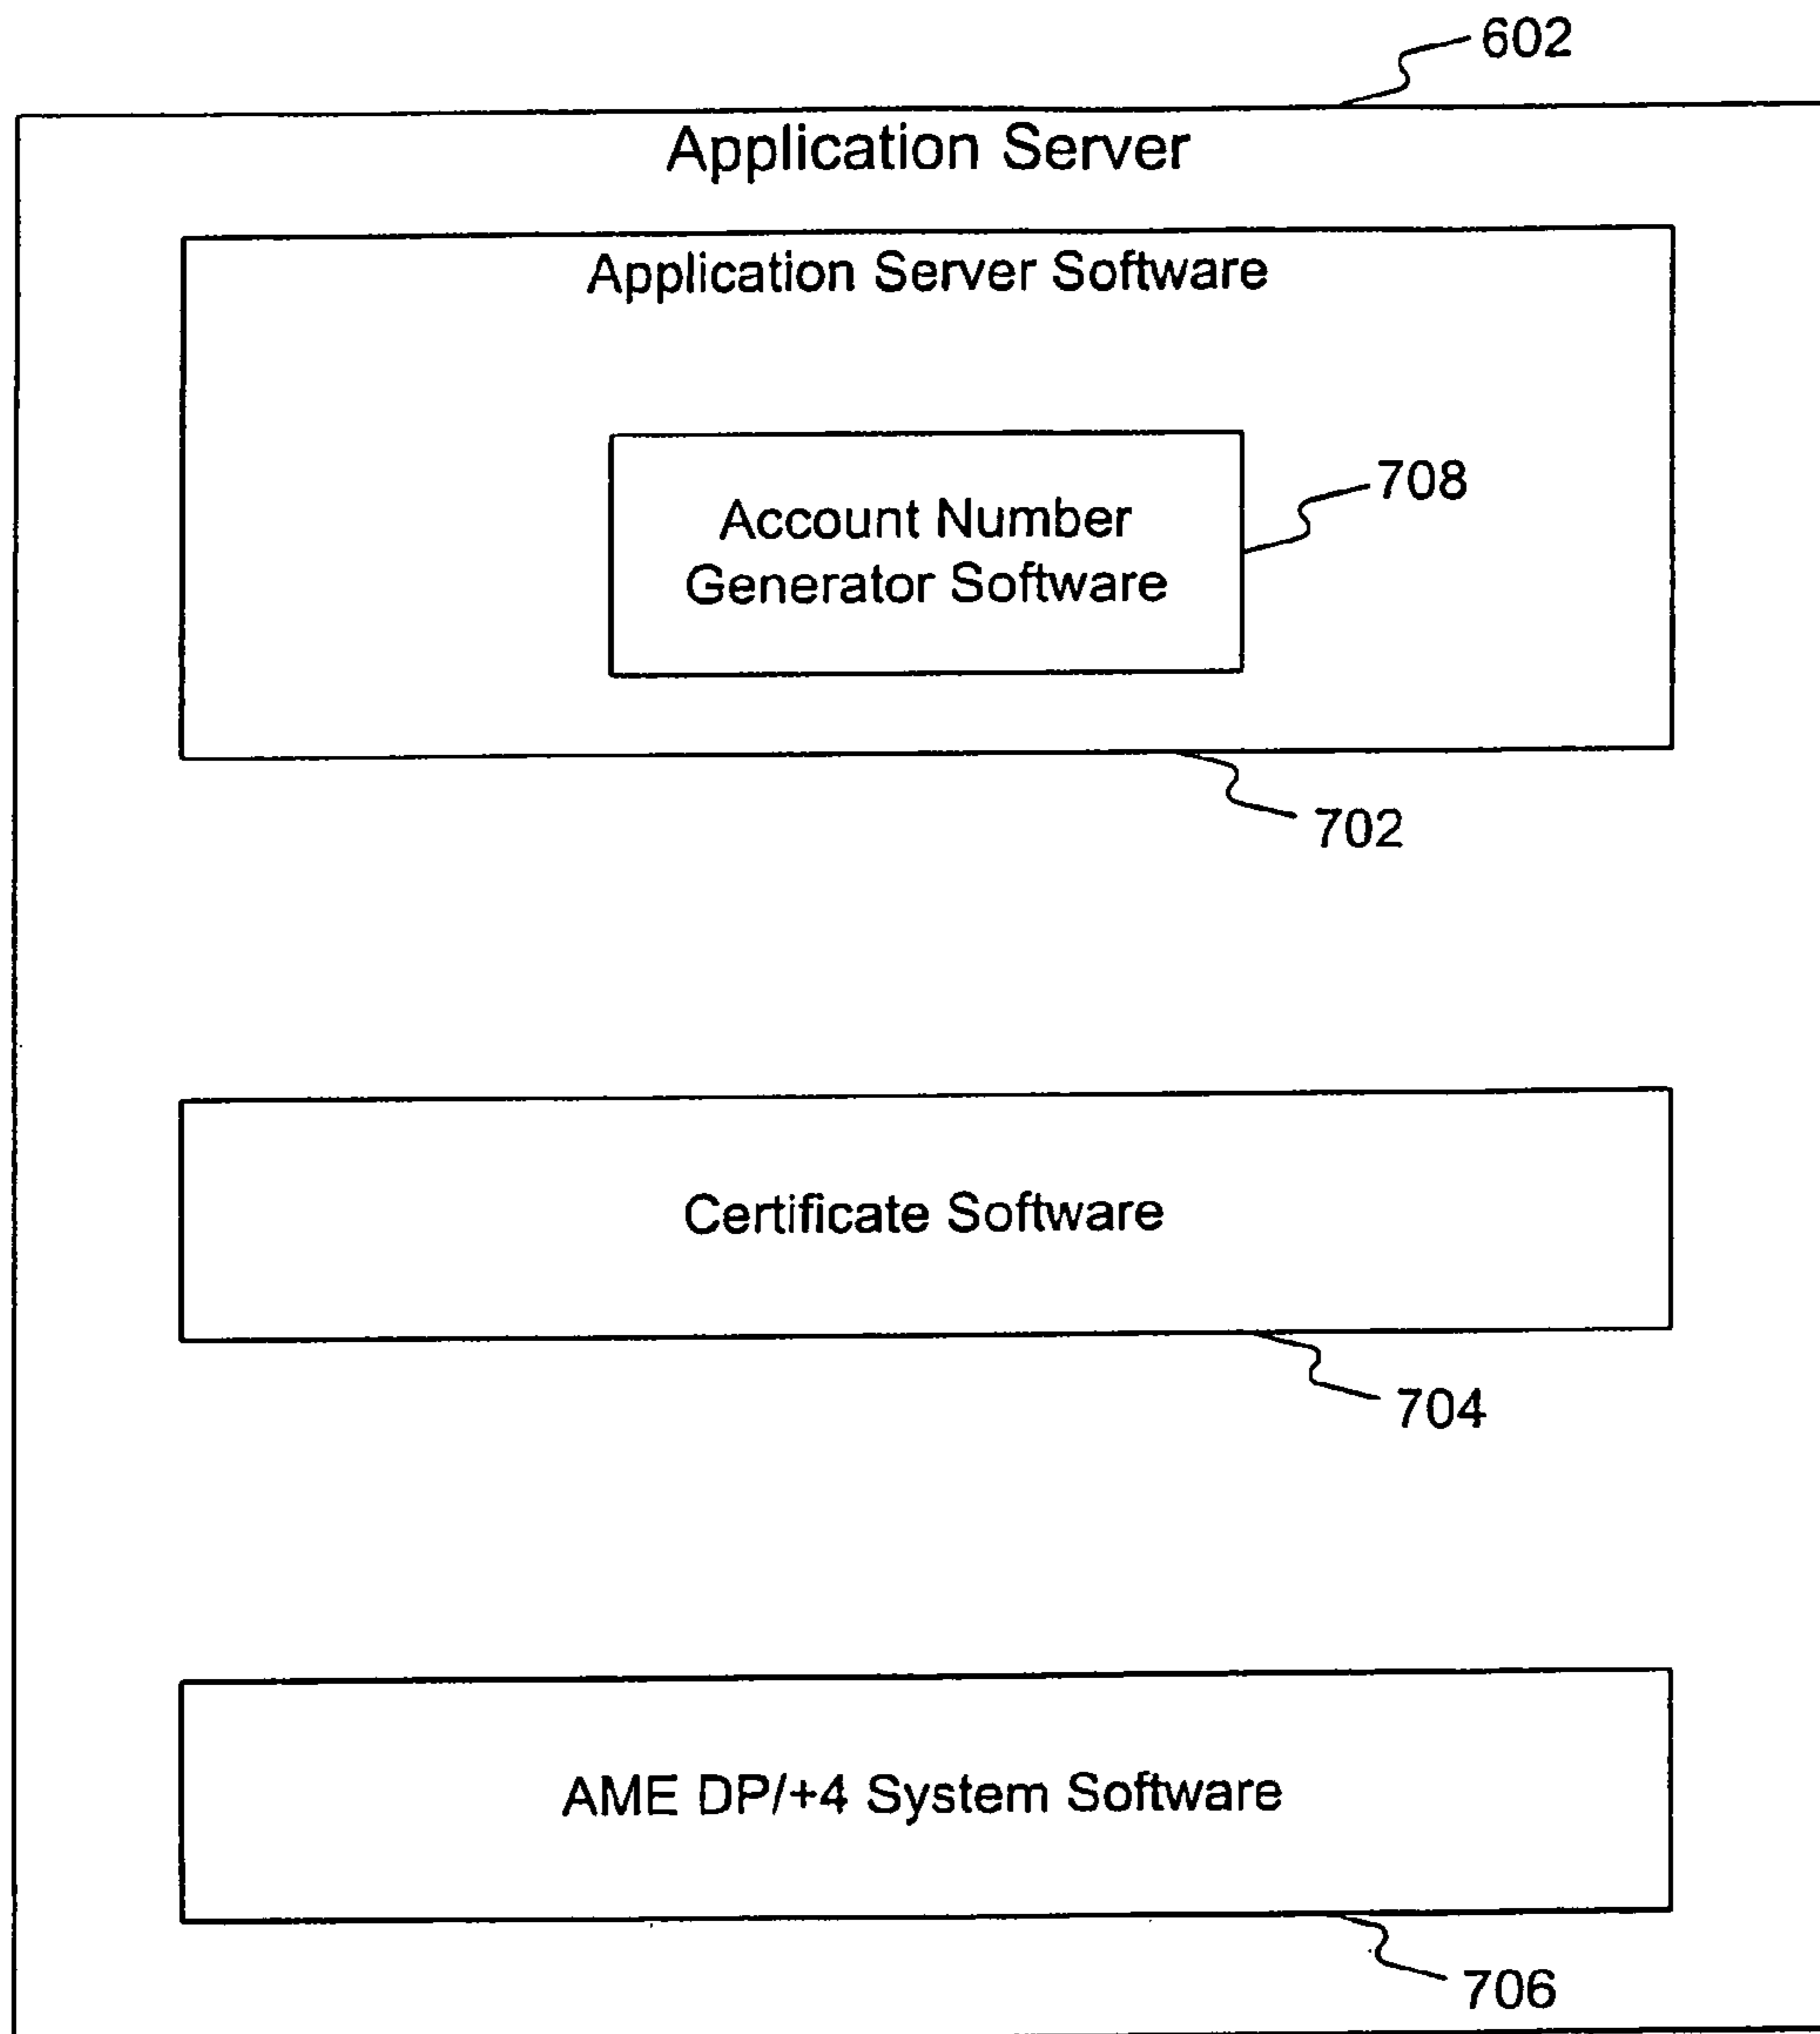 602
Application Server
Application Server Software
Account Number
Generator Software
708
702
Certificate Software
704
AME DP/+4 System Software
706